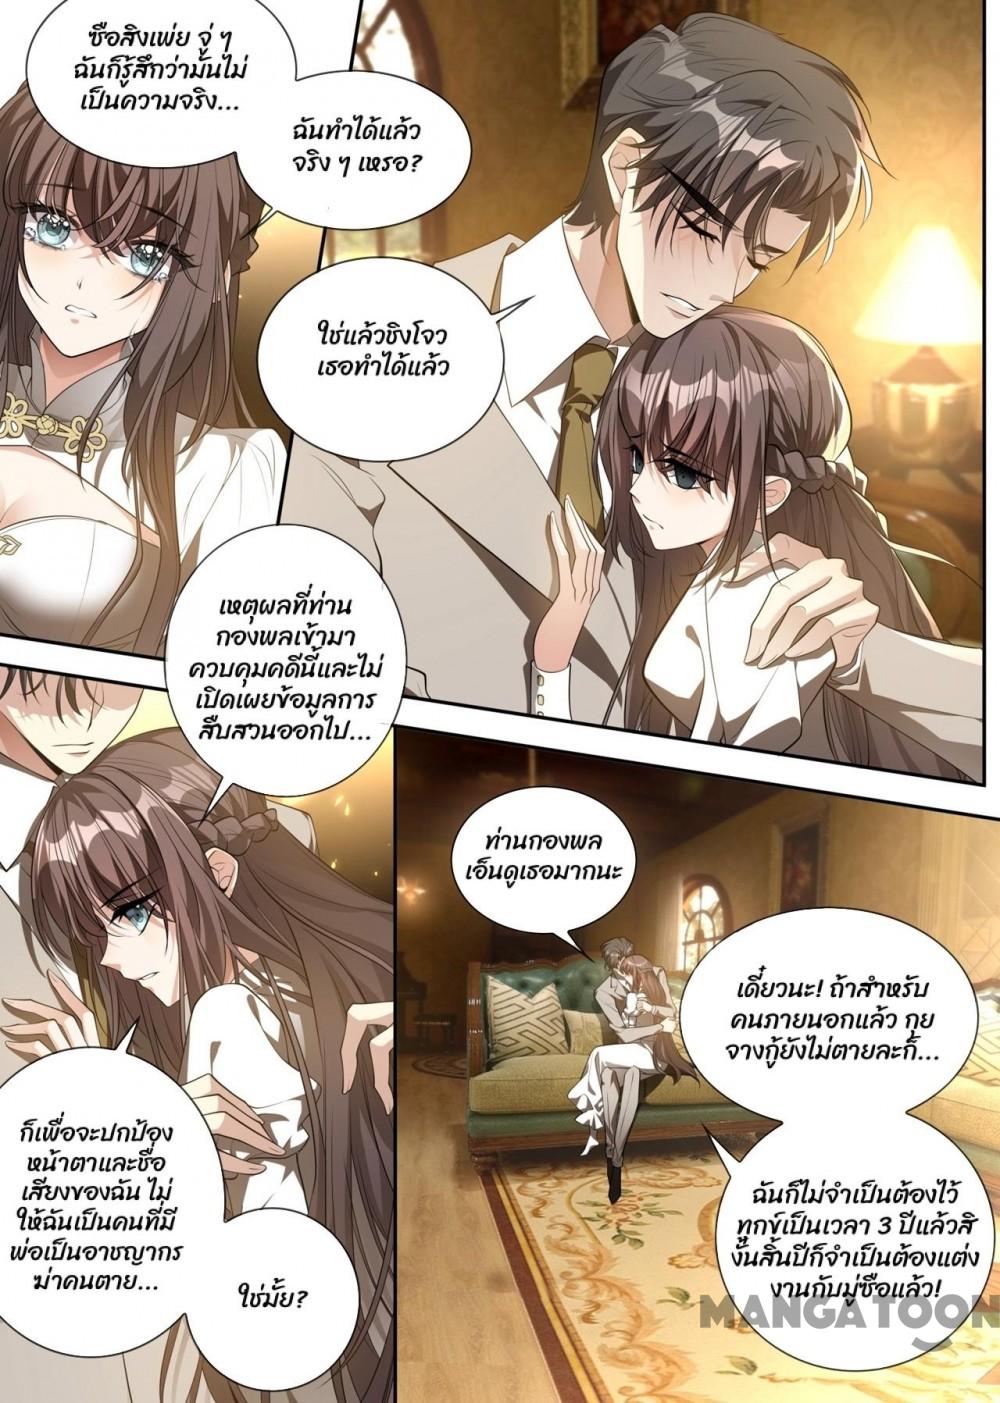 ซือสิงเพ่ย จู่ ๆ
ฉันก็รู้สึกว่ามันไม่
เป็นความจริง...
ฉันทำได้แล้ว
จริง ๆ เหรอ?
ใช่แล้วชิงโจว
เธอทำได้แล้ว
เหตุผลที่ท่าน
กองพลเข้ามา
ควบคุมคดีนี้และไม่
เปิดเผยข้อมูลการ
สืบสวนออกไป...
ก็เพื่อจะปกป้อง
หน้าตาและชื่อ
เสียงของฉัน ไม่
ให้ฉันเป็นคนที่มี
พ่อเป็นอาชญากร
ฆ่าคนตาย...
ใช่มั้ย?
ท่านกองพล
เอ็นดูเธอมากนะ
เดี๋ยวนะ! ถ้าสำหรับ
คนภายนอกแล้ว กุย
จางกู้ยังไม่ตายละก็...
ฉันก็ไม่จำเป็นต้องไว้
ทุกข์เป็นเวลา 3 ปีแล้วสิ
งั้นสิ้นปีก็จำเป็นต้องแต่ง
งานกับมู่ซือแล้ว!
MANGATOON